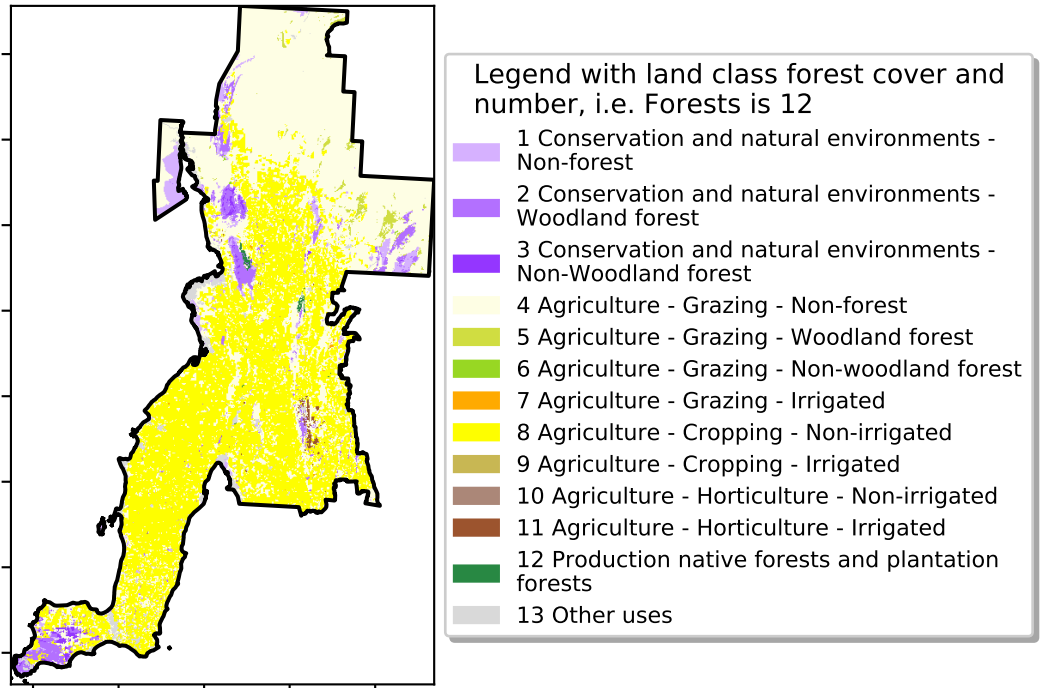 Legend with land class forest cover and
number, i.e. Forests is 12
1 Conservation and natural environments -
Non-forest
2 Conservation and natural environments -
Woodland forest
3 Conservation and natural environments -
Non-Woodland forest
4 Agriculture - Grazing - Non-forest
5 Agriculture - Grazing - Woodland forest
6 Agriculture - Grazing - Non-woodland forest
7 Agriculture - Grazing - Irrigated
8 Agriculture - Cropping - Non-irrigated
9 Agriculture - Cropping - Irrigated
10 Agriculture - Horticulture - Non-irrigated
11 Agriculture - Horticulture - Irrigated
12 Production native forests and plantation
forests
13 Other uses